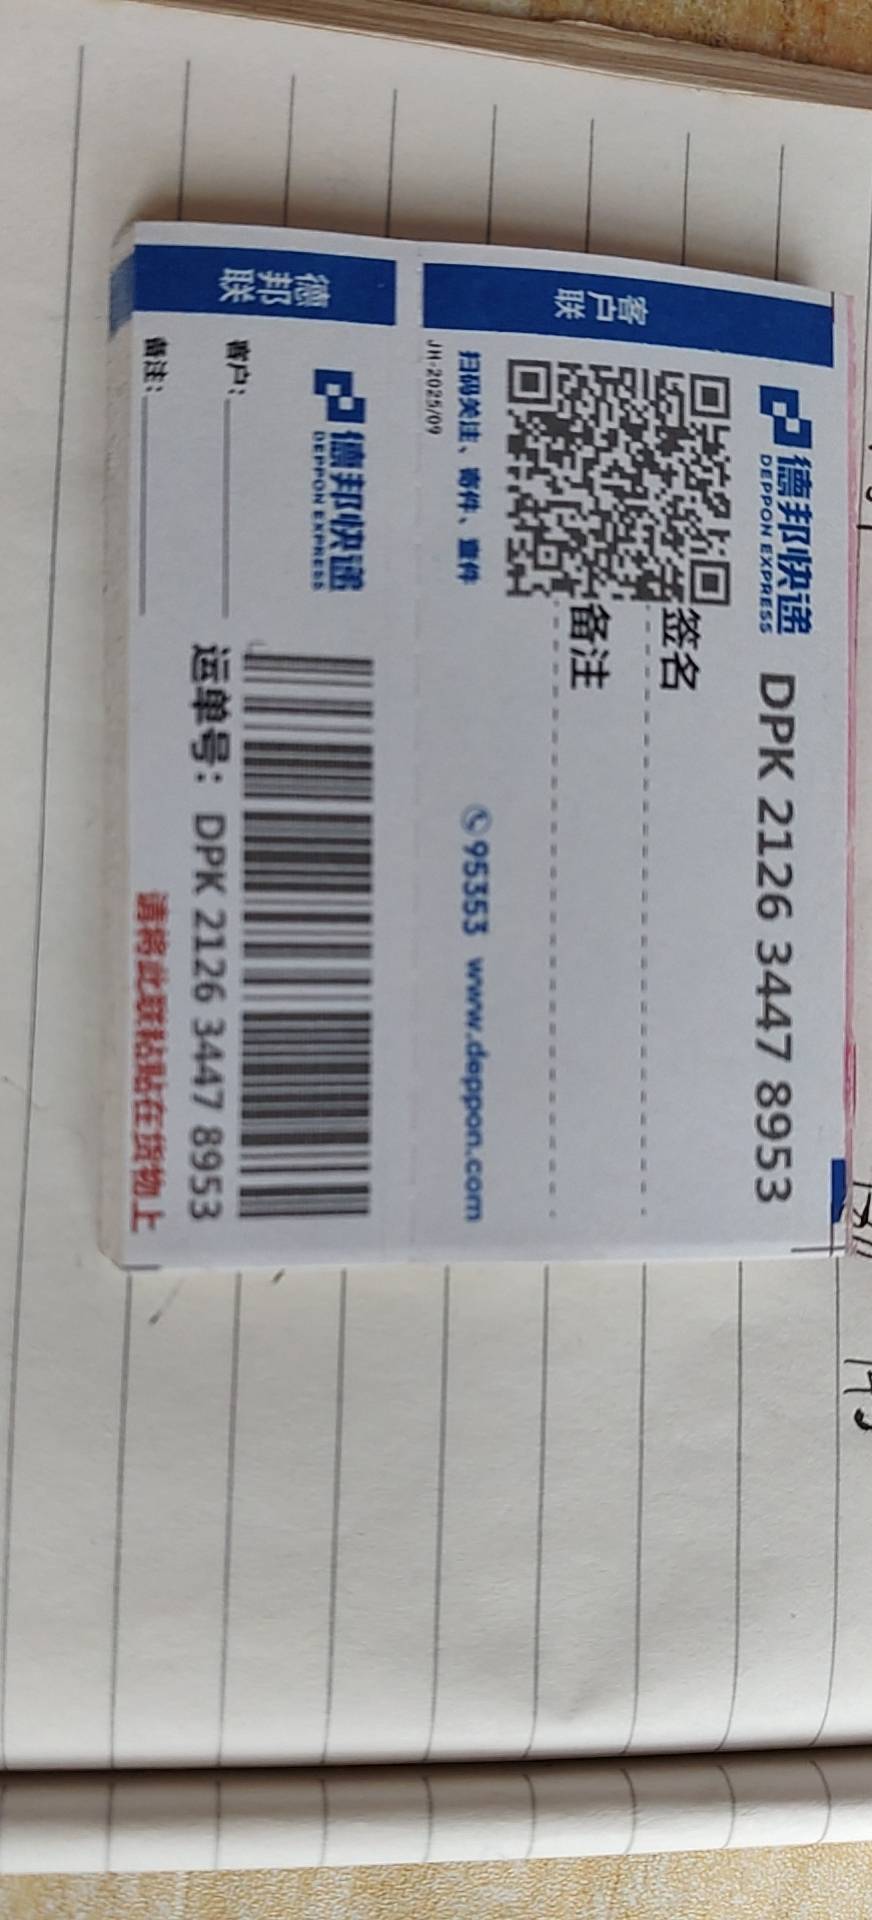 客户联
德邦快递
DEPPON EXPRESS
DPK 2126 3447 8953
签名
备注
扫码关注、寄件、查件
95353 www.deppon.com
JH-2025/09
德邦联
德邦快递
DEPPON EXPRESS
客户：
备注：
运单号：DPK 2126 3447 8953
请将此联粘贴在货物上